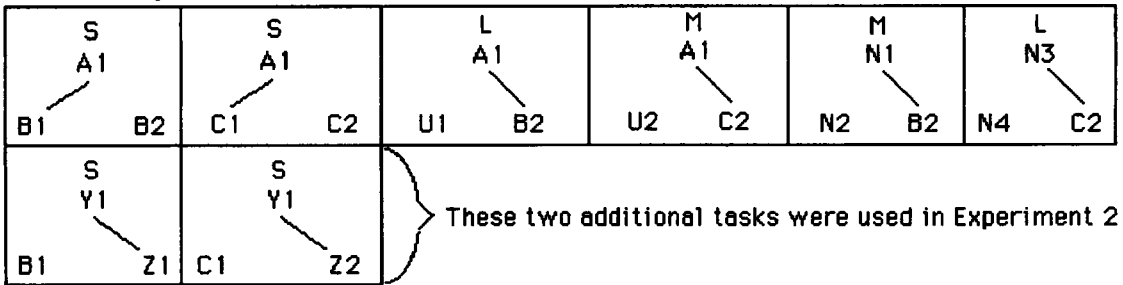 S S L M M L
A1 A1 A1 A1 N1 N3
B1 B2 C1 C2 U1 B2 U2 C2 N2 B2 N4 C2
S S
Y1 Y1
These two additional tasks were used in Experiment 2
B1 Z1 C1 Z2